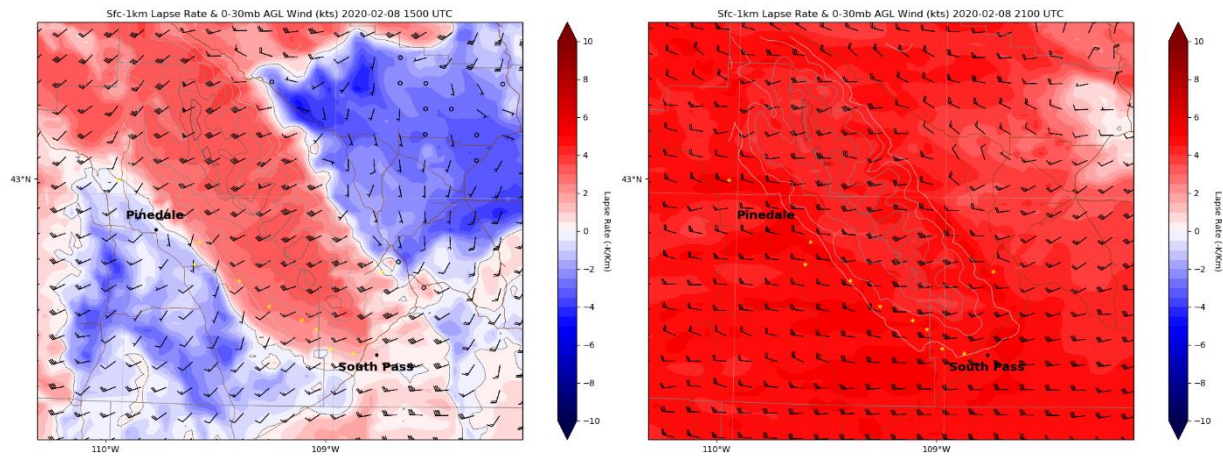 Sfc-1km Lapse Rate & 0-30mb AGL Wind (kts) 2020-02-08 1500 UTC
43°N
Pinedale
South Pass
110°W
109°W
10
8
6
4
2
0
−2
−4
−6
−8
−10
Lapse Rate (-K/Km)
Sfc-1km Lapse Rate & 0-30mb AGL Wind (kts) 2020-02-08 2100 UTC
43°N
Pinedale
South Pass
110°W
109°W
10
8
6
4
2
0
−2
−4
−6
−8
−10
Lapse Rate (-K/Km)